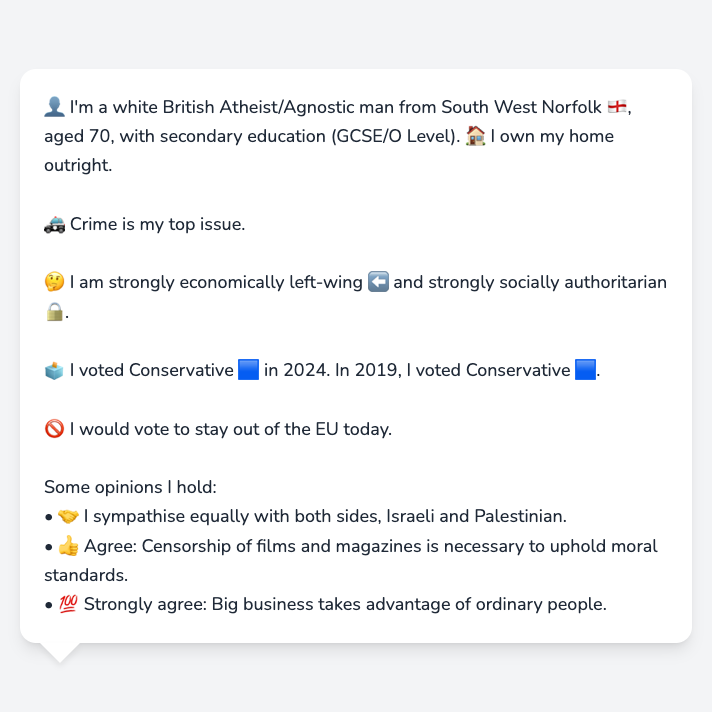 👤 I'm a white British Atheist/Agnostic man from South West Norfolk 🏴󠁧󠁢󠁥󠁮󠁧󠁿,
aged 70, with secondary education (GCSE/O Level). 🏠 I own my home
outright.
🚓 Crime is my top issue.
🤔 I am strongly economically left-wing ⬅️ and strongly socially authoritarian
🔒.
🗳️ I voted Conservative 🟦 in 2024. In 2019, I voted Conservative 🟦.
🚫 I would vote to stay out of the EU today.
Some opinions I hold:
• 🤝 I sympathise equally with both sides, Israeli and Palestinian.
• 👍 Agree: Censorship of films and magazines is necessary to uphold moral
standards.
• 💯 Strongly agree: Big business takes advantage of ordinary people.